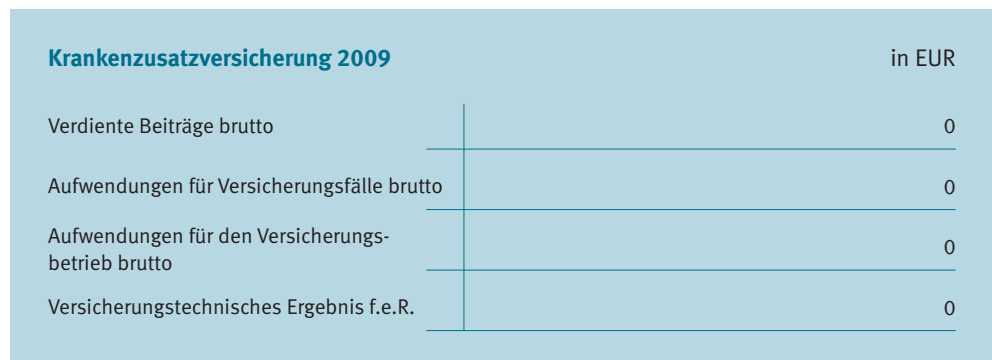 Krankenzusatzversicherung 2009 in EUR
Verdiente Beiträge brutto 0
Aufwendungen für Versicherungsfälle brutto 0
Aufwendungen für den Versicherungs-
betrieb brutto 0
Versicherungstechnisches Ergebnis f.e.R. 0